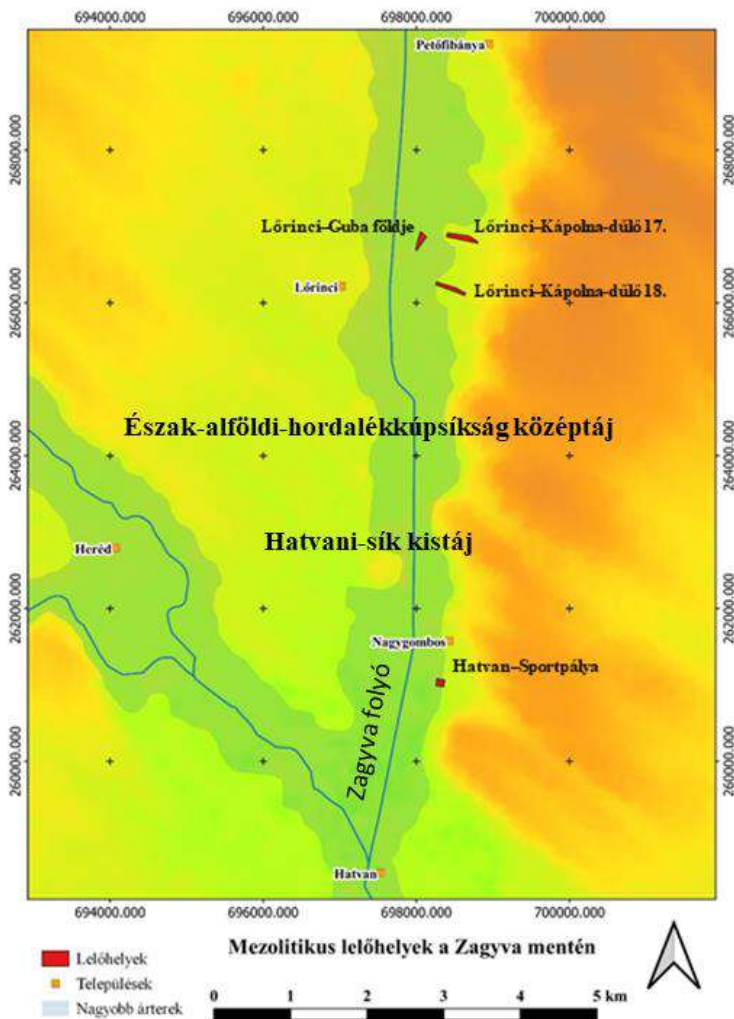 694000.000 696000.000 698000.000 700000.000
Petőfibánya
268000.000 268000.000
Lőrinci–Guba földje Lőrinci–Kápolna-dűlő 17.
Lőrinci
Lőrinci–Kápolna-dűlő 18.
266000.000 266000.000
Észak-alföldi-hordalékkúpsíkság középtáj
264000.000 264000.000
Hatvani-sík kistáj
Heréd
262000.000 262000.000
Nagygombos
Hatvan–Sportpálya
Zagyva folyó
260000.000 260000.000
Hatvan
694000.000 696000.000 698000.000 700000.000
Mezolitikus lelőhelyek a Zagyva mentén
Lelőhelyek
Települések
Nagyobb árterek
0 1 2 3 4 5 km